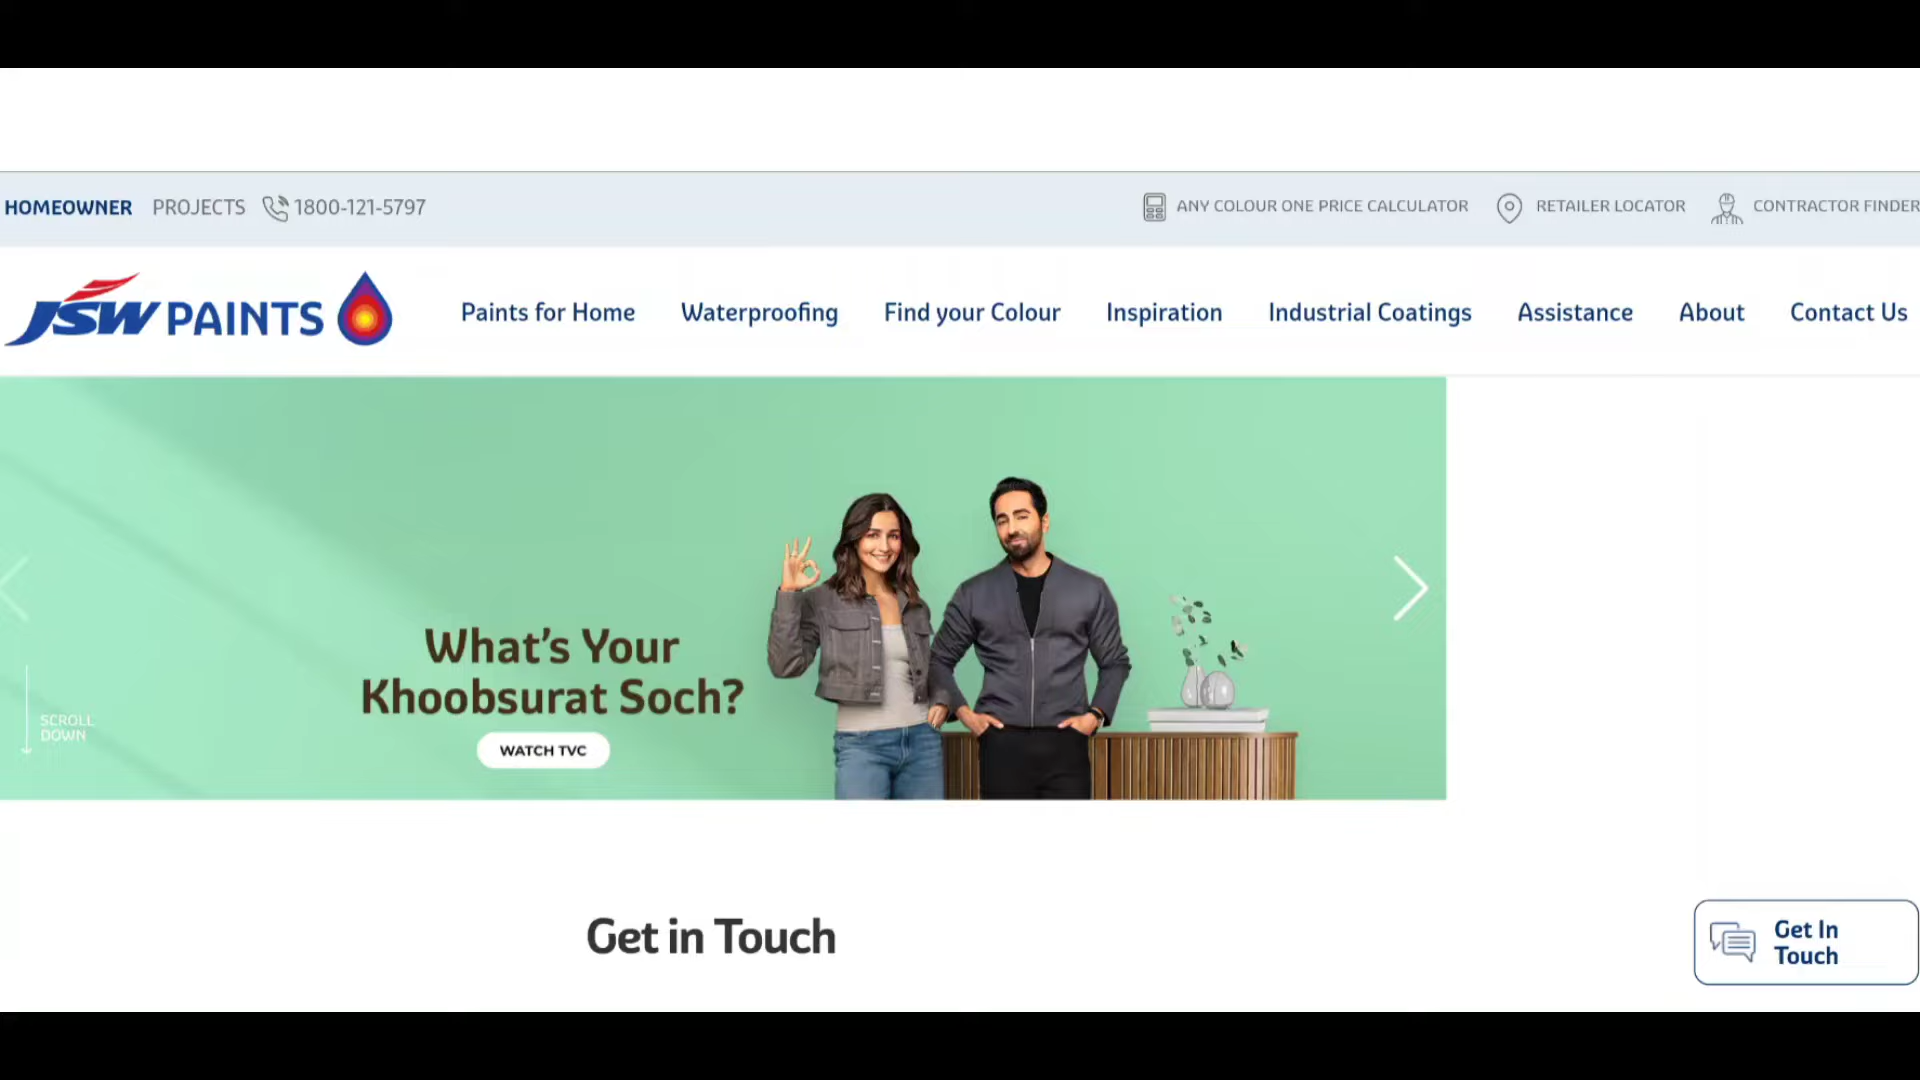 HOMEOWNER PROJECTS 1800-121-5797 ANY COLOUR ONE PRICE CALCULATOR RETAILER LOCATOR CONTRACTOR FINDER
JSW PAINTS Paints for Home Waterproofing Find your Colour Inspiration Industrial Coatings Assistance About Contact Us
What's Your
Khoobsurat Soch?
WATCH TVC
SCROLL
DOWN
Get in Touch
Get In
Touch